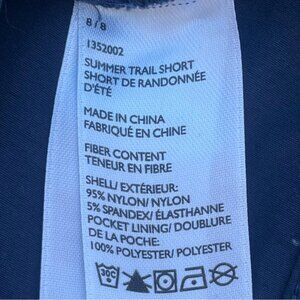 8/8
1352002
SUMMER TRAIL SHORT
SHORT DE RANDONNÉE
D'ÉTÉ
MADE IN CHINA
FABRIQUÉ EN CHINE
FIBER CONTENT
TENEUR EN FIBRE
SHELL/ EXTÉRIEUR:
95% NYLON/ NYLON
5% SPANDEX/ ÉLASTHANNE
POCKET LINING/ DOUBLURE
DE LA POCHE:
100% POLYESTER/ POLYESTER
30C